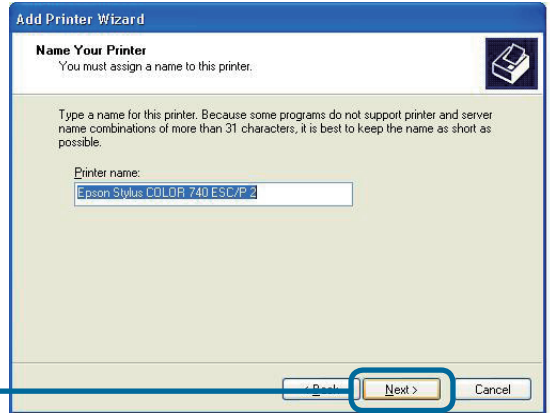 Add Printer Wizard
Name Your Printer
You must assign a name to this printer.
Type a name for this printer. Because some programs do not support printer and server
name combinations of more than 31 characters, it is best to keep the name as short as
possible.
Printer name:
Epson Stylus COLOR 740 ESC/P 2
< Back Next > Cancel